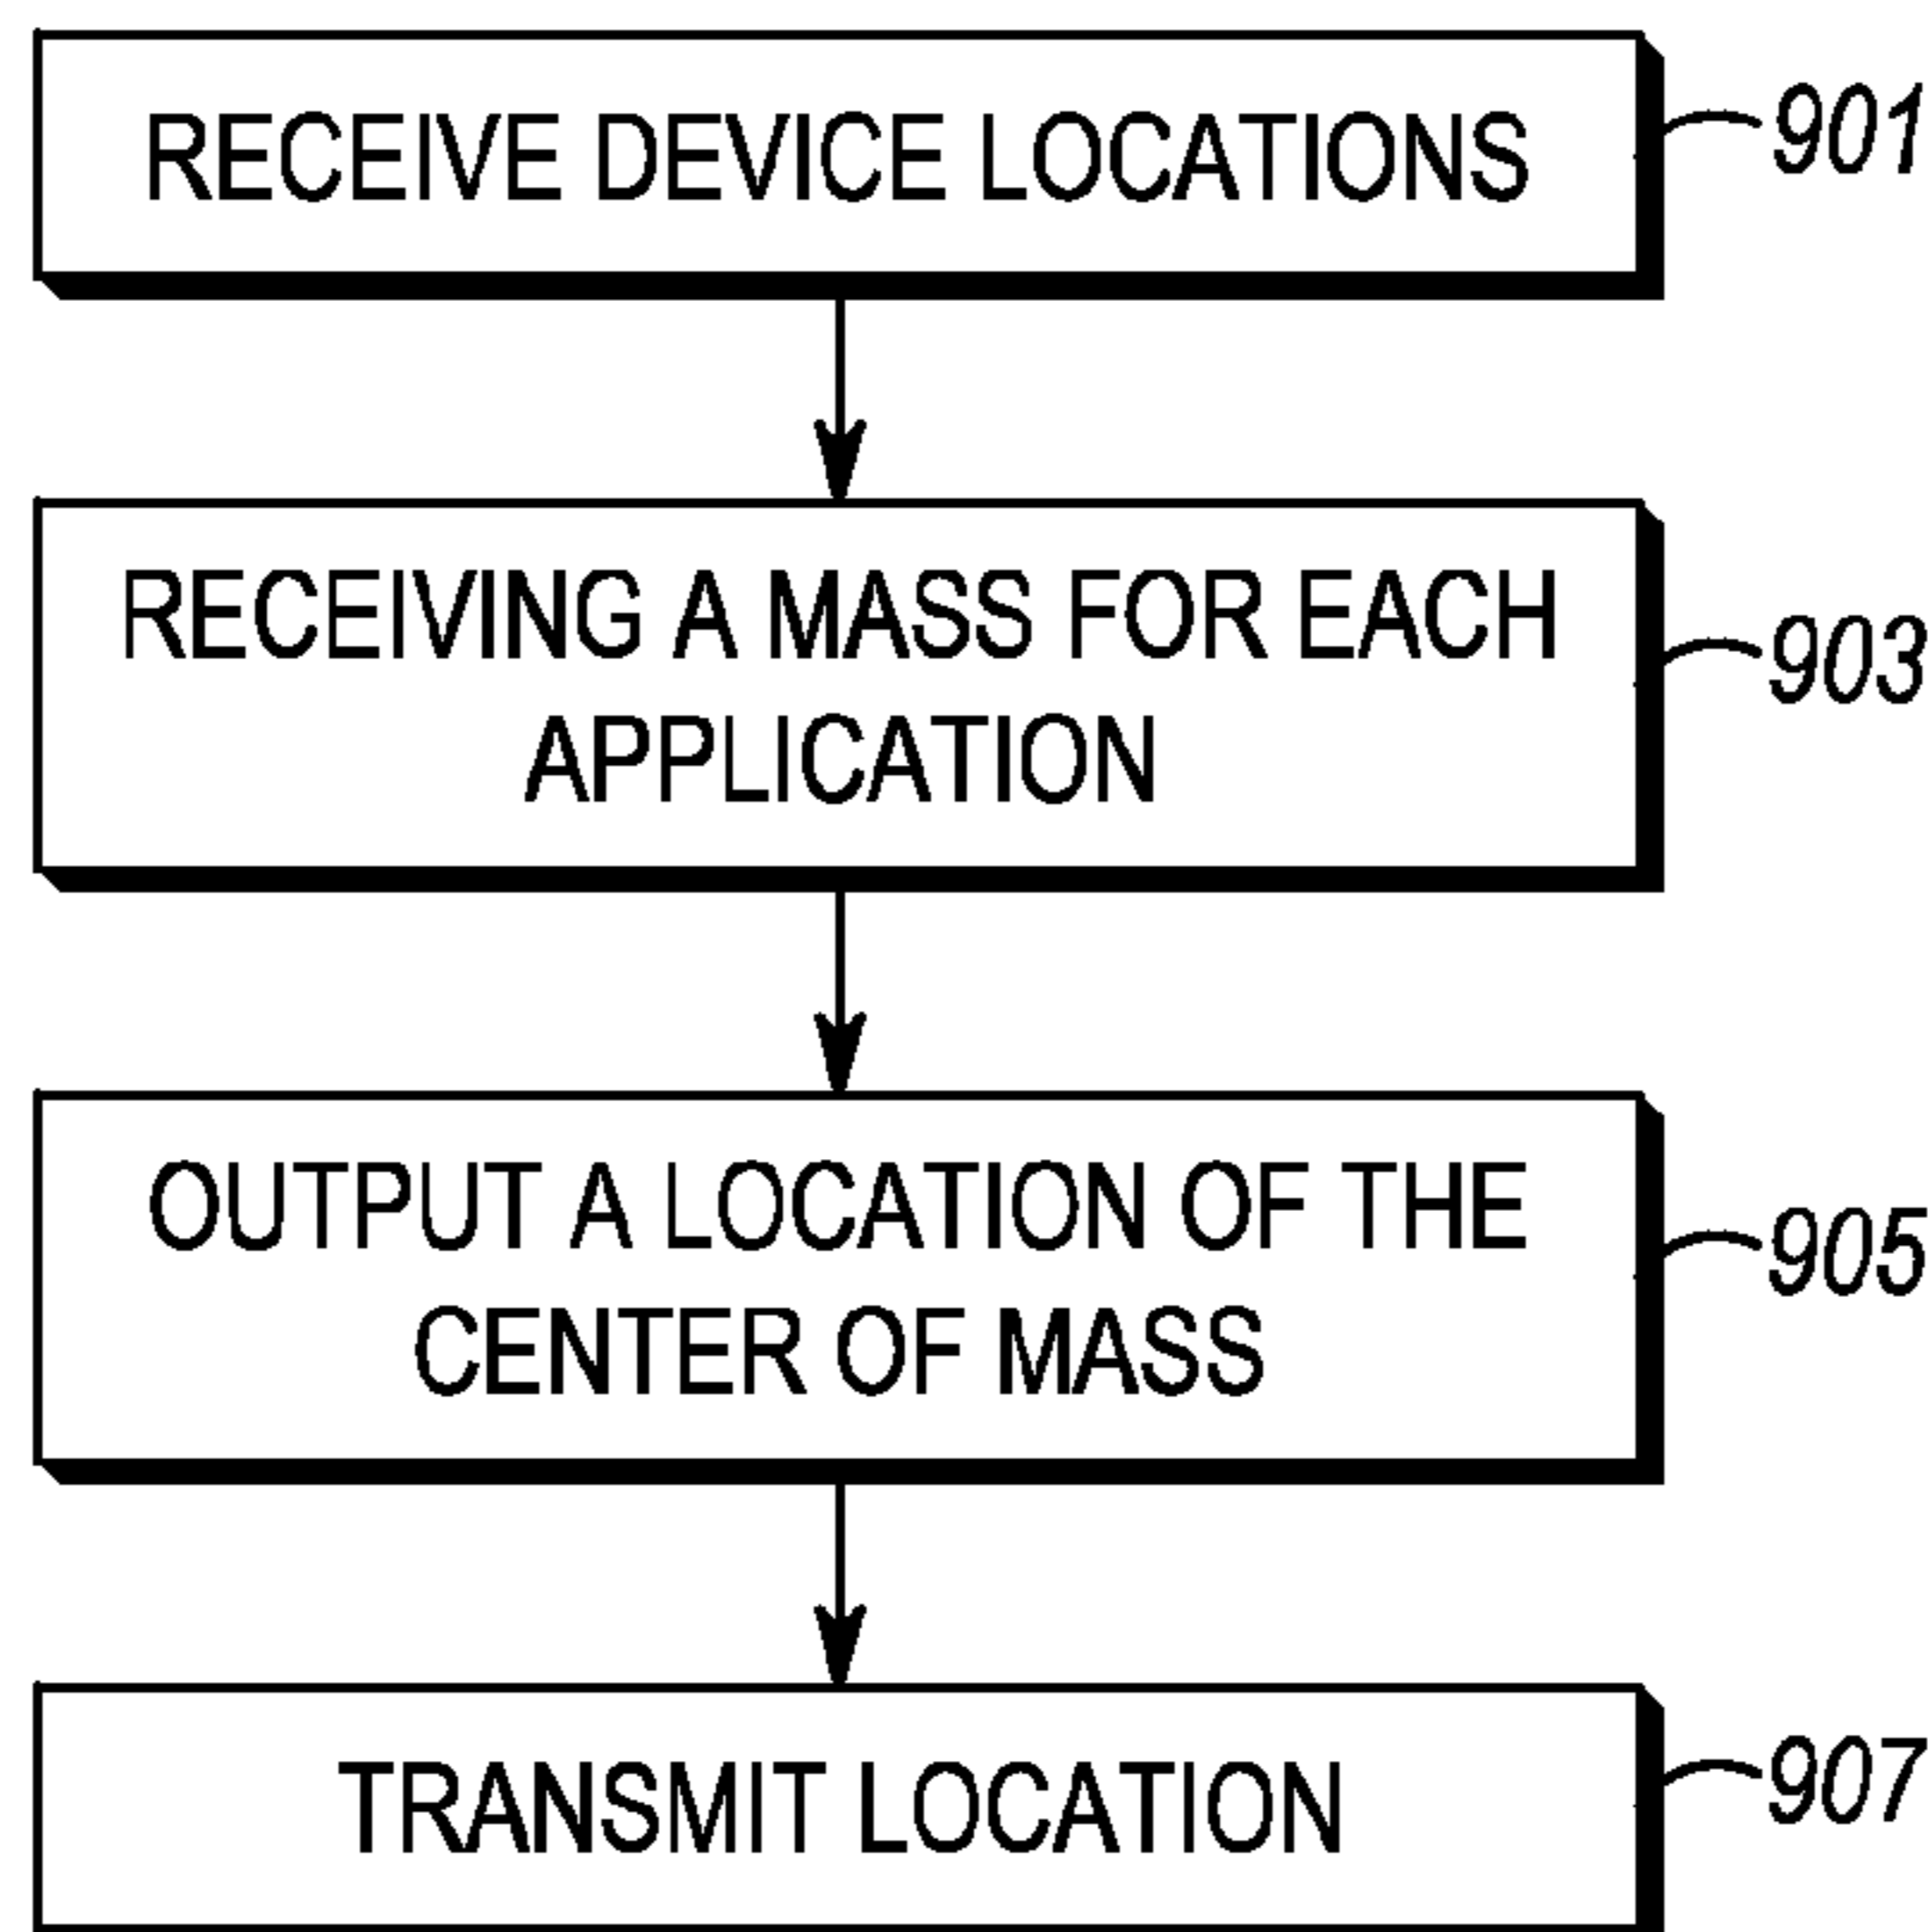 RECEIVE DEVICE LOCATIONS
901
RECEIVING A MASS FOR EACH
APPLICATION
903
OUTPUT A LOCATION OF THE
CENTER OF MASS
905
TRANSMIT LOCATION
907